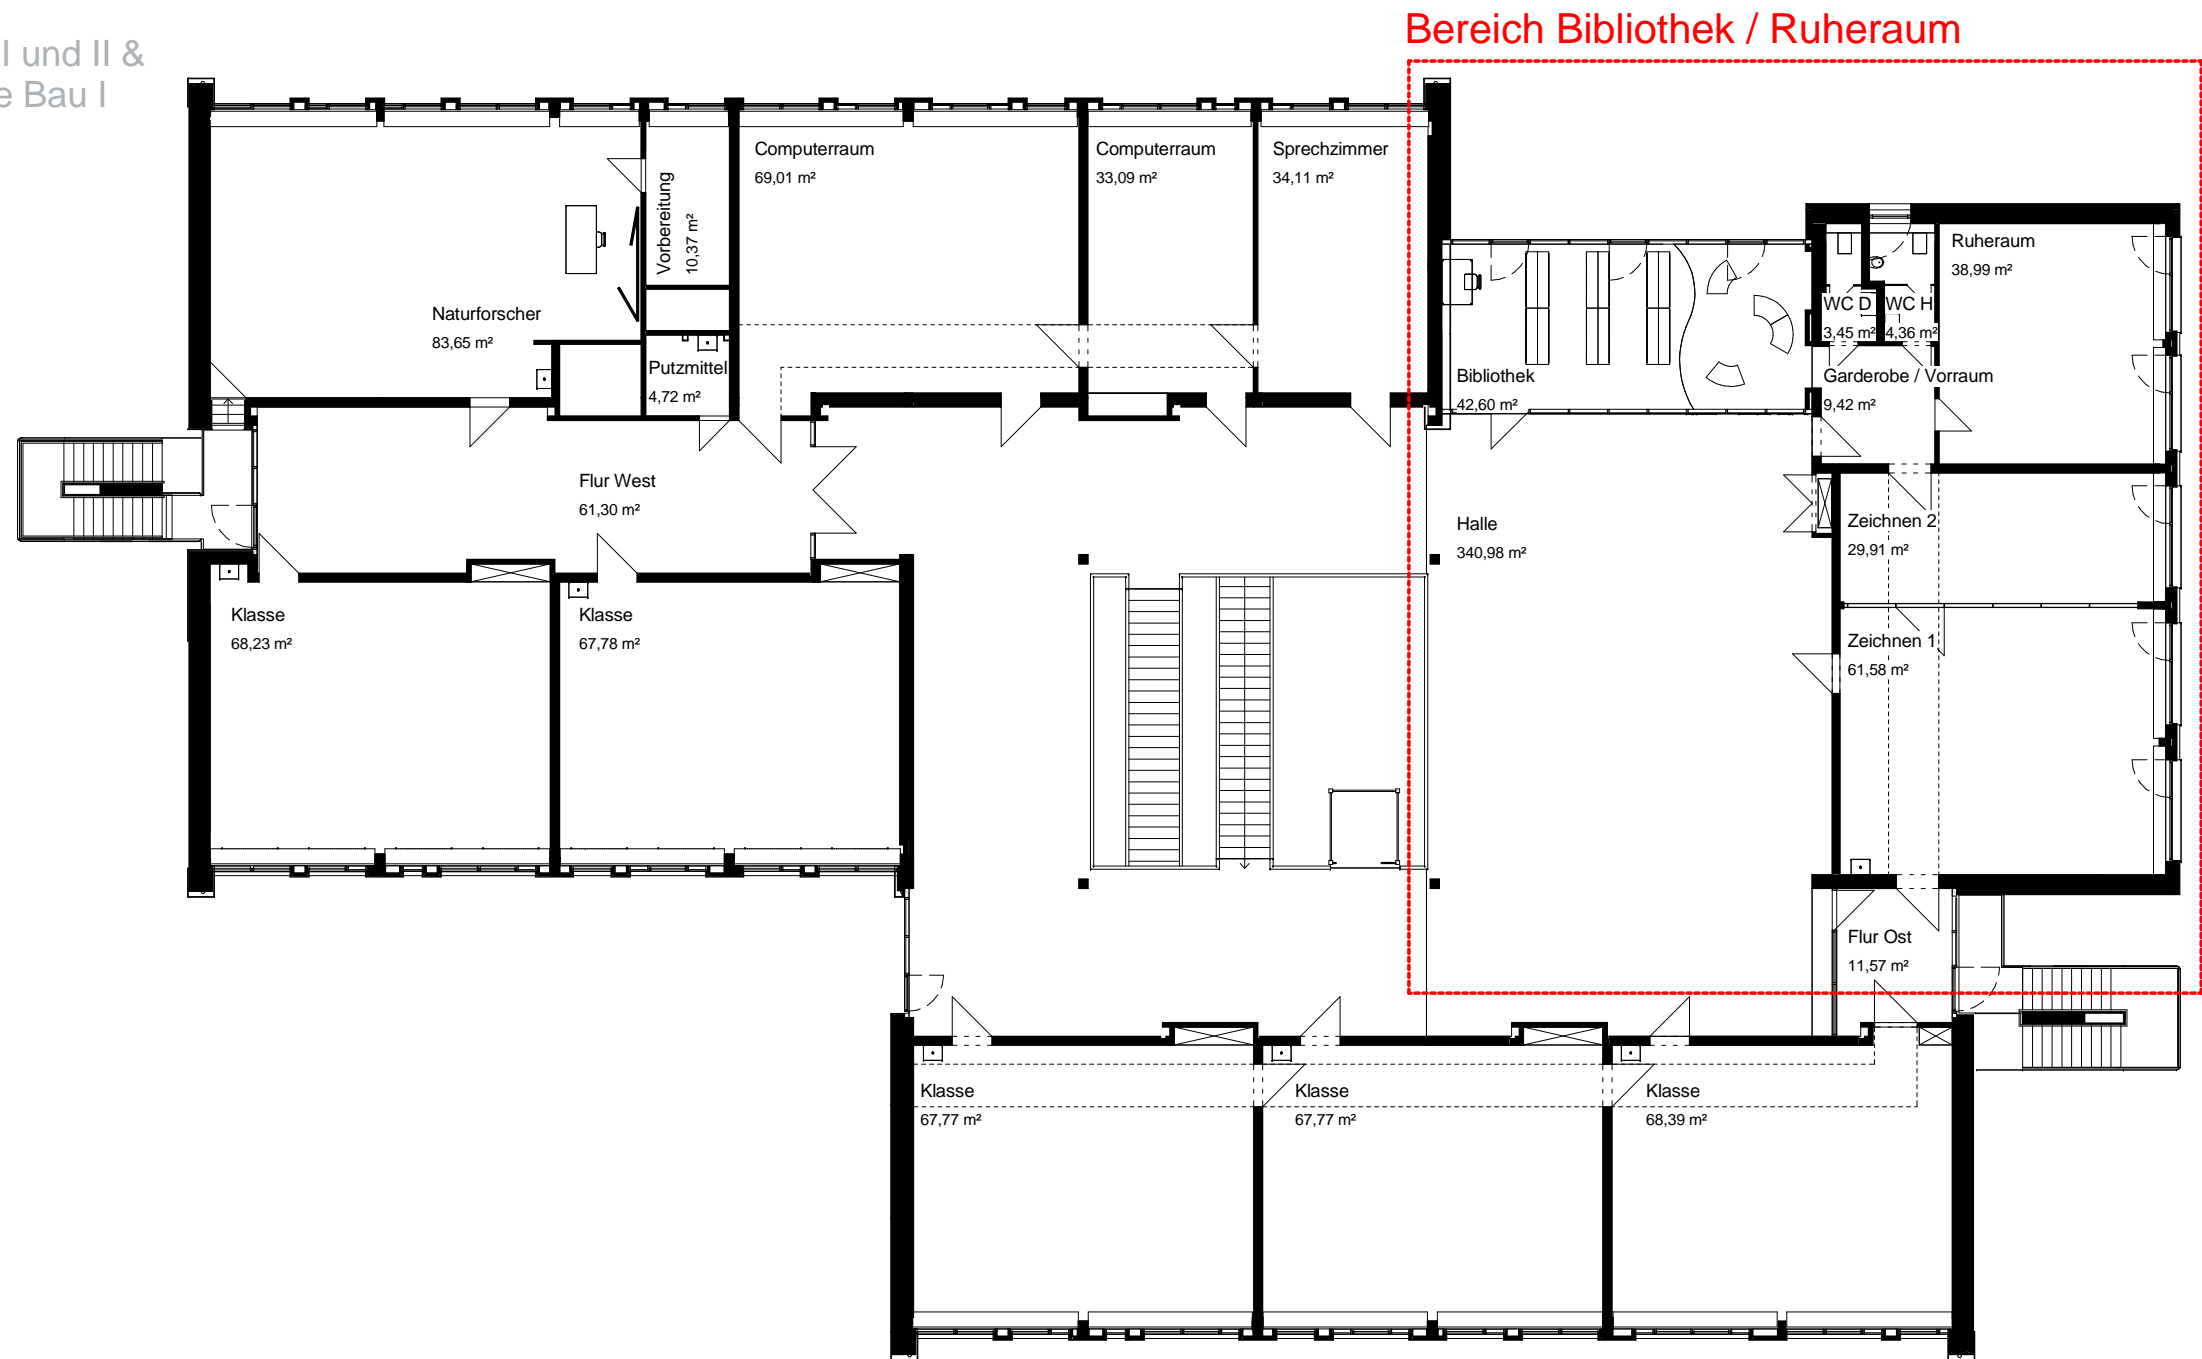 Bereich Bibliothek / Ruheraum
I und II &
e Bau I
Computerraum
69,01 m²
Computerraum
33,09 m²
Sprechzimmer
34,11 m²
Vorbereitung
10,37 m²
Naturforscher
83,65 m²
Putzmittel
4,72 m²
Ruheraum
38,99 m²
WC D
3,45 m²
WC H
4,36 m²
Bibliothek
42,60 m²
Garderobe / Vorraum
9,42 m²
Flur West
61,30 m²
Halle
340,98 m²
Zeichnen 2
29,91 m²
Klasse
68,23 m²
Klasse
67,78 m²
Zeichnen 1
61,58 m²
Flur Ost
11,57 m²
Klasse
67,77 m²
Klasse
67,77 m²
Klasse
68,39 m²